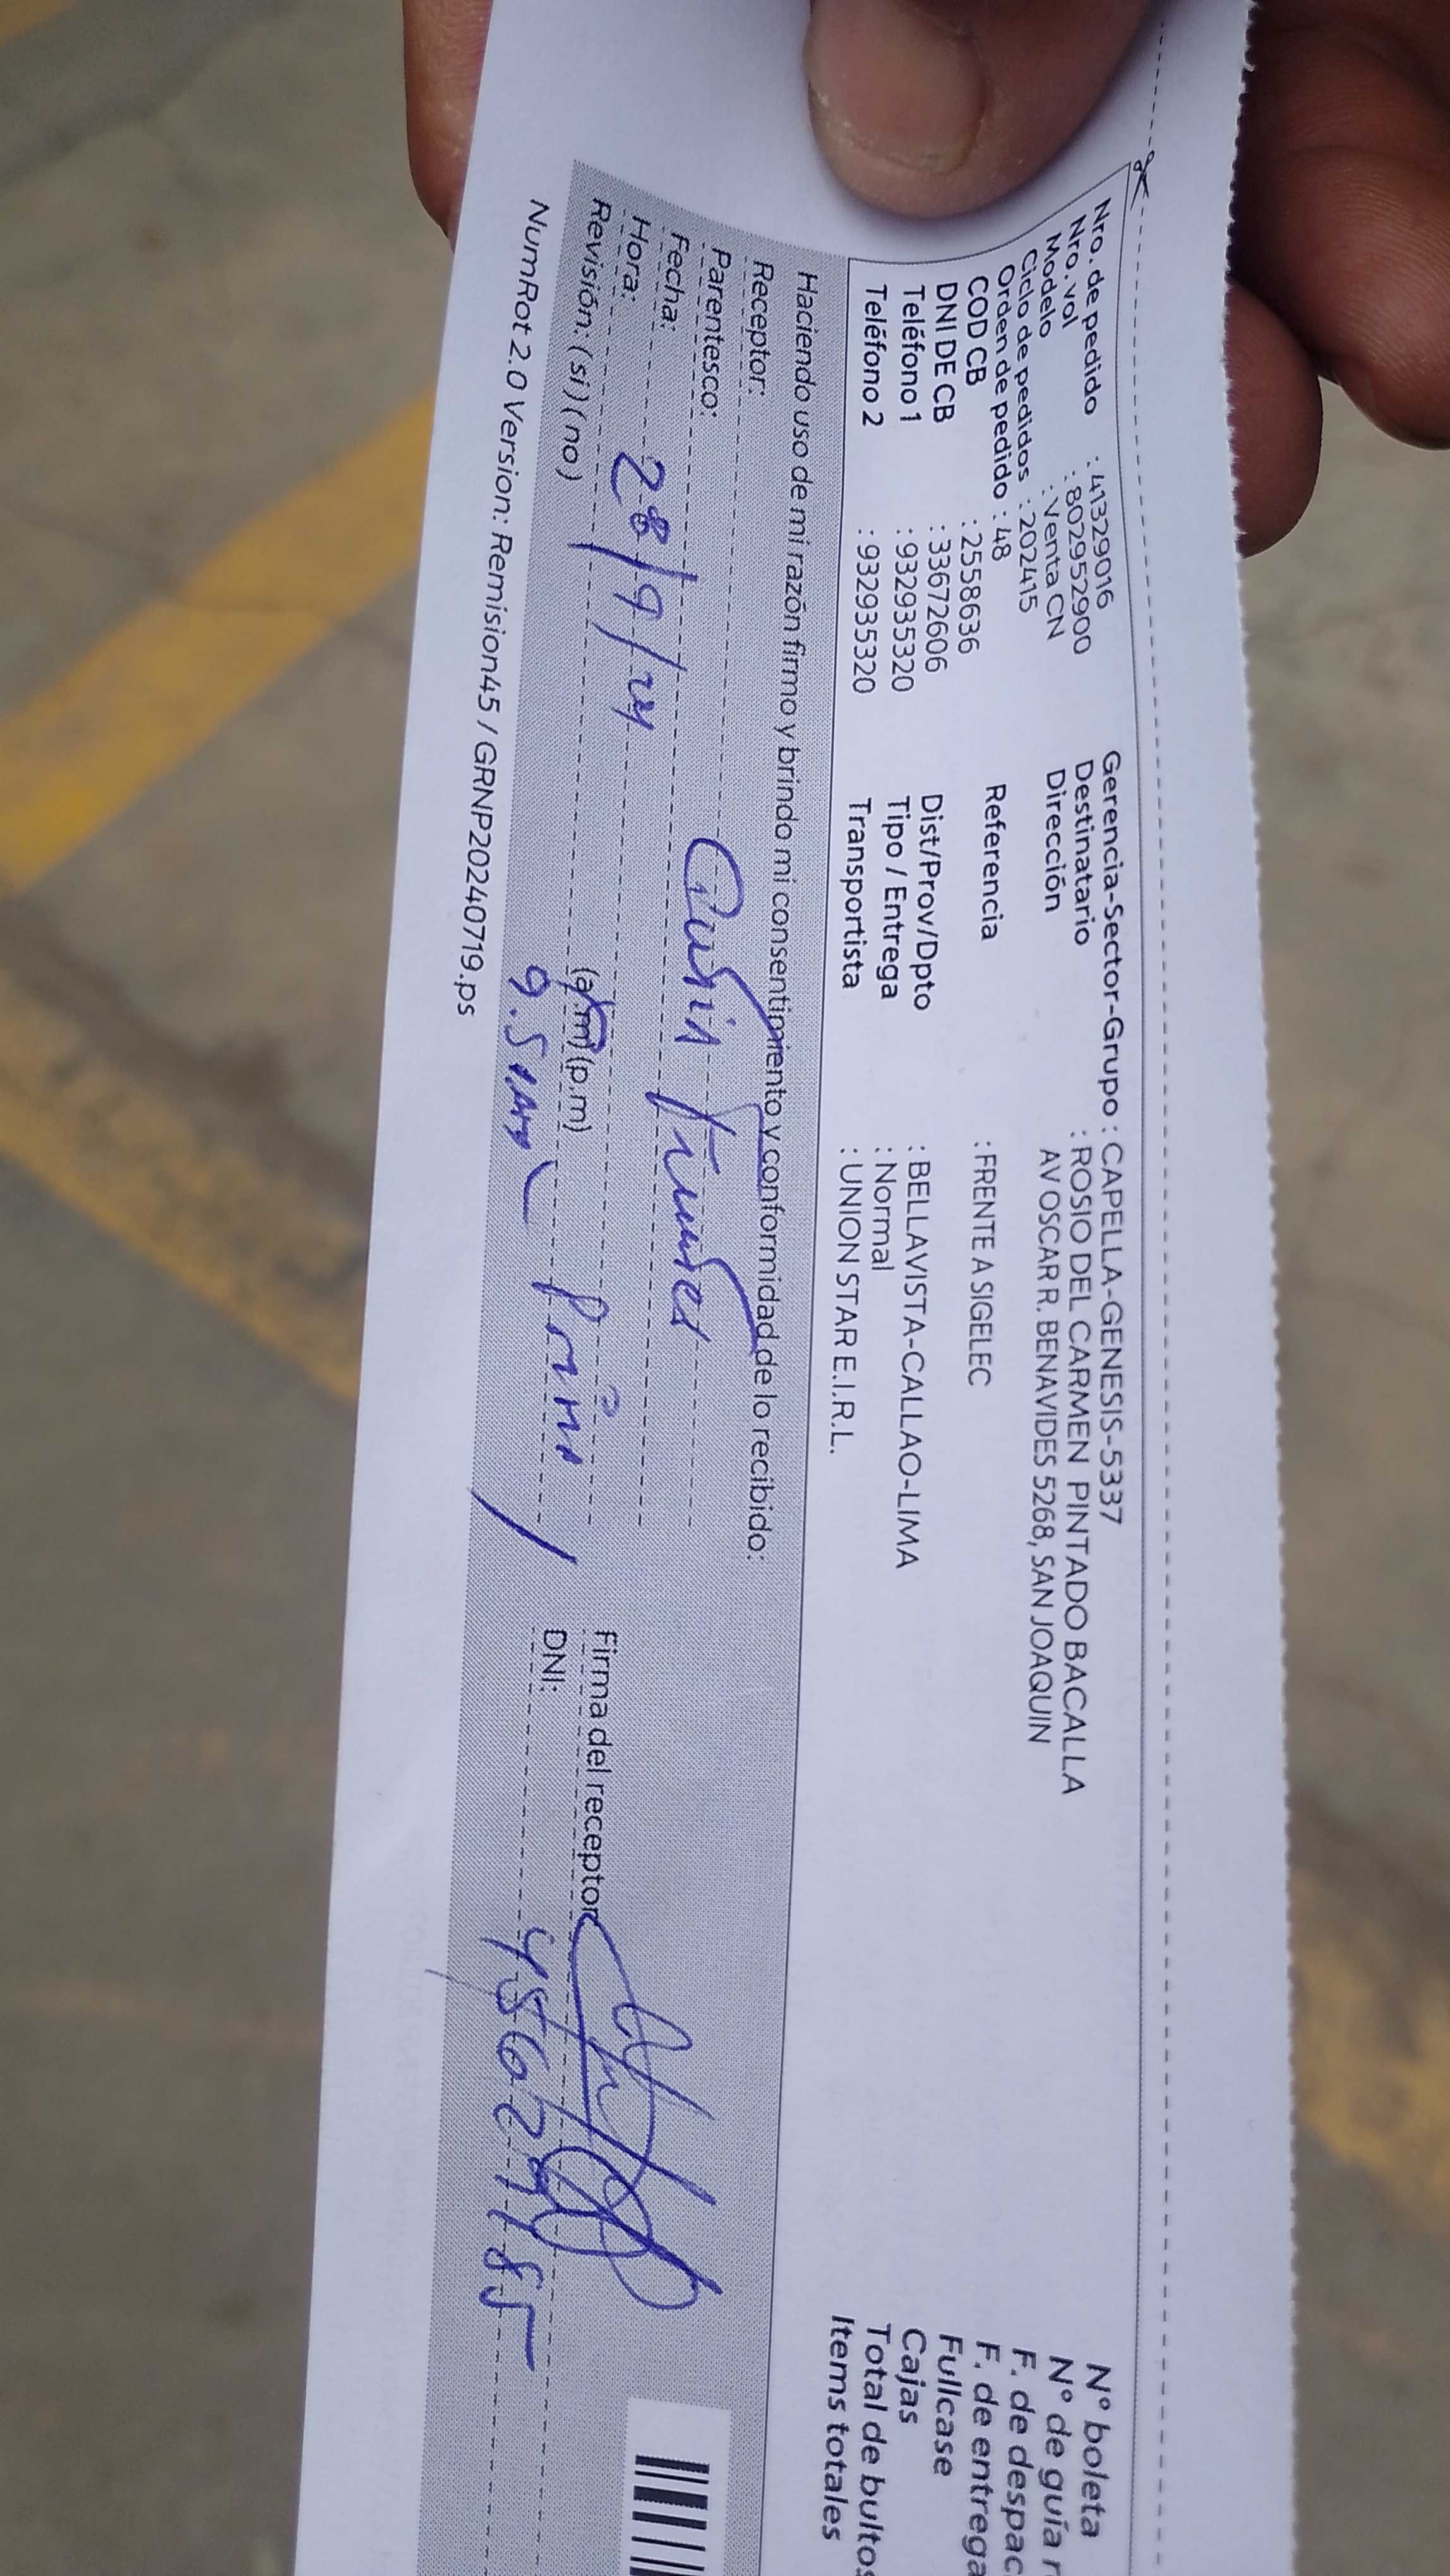 Nro. de pedido : 41329016
Nro. vol : 802952900
Modelo : Venta CN
Ciclo de pedidos : 202415
Orden de pedido : 48
COD CB : 2558636
DNI DE CB : 33672606
Teléfono 1 : 932935320
Teléfono 2 : 932935320
Gerencia-Sector-Grupo : CAPELLA-GENESIS-5337
Destinatario : ROSIO DEL CARMEN PINTADO BACALLA
Dirección AV OSCAR R. BENAVIDES 5268, SAN JOAQUIN
Referencia : FRENTE A SIGELEC
Dist/Prov/Dpto : BELLAVISTA-CALLAO-LIMA
Tipo / Entrega : Normal
Transportista : UNION STAR E.I.R.L.
N° boleta
N° de guía r
F. de despac
F. de entrega
Fullcase
Cajas
Total de bultos
Items totales
Haciendo uso de mi razón firmo y brindo mi consentimiento y conformidad de lo recibido:
Receptor:
Parentesco:
Fecha: 28/9/24
Hora: (a.m) (p.m)
Revisión: (si) (no)
Firma del receptor
DNI:
NumRot 2.0 Version: Remision45 / GRNP20240719.ps